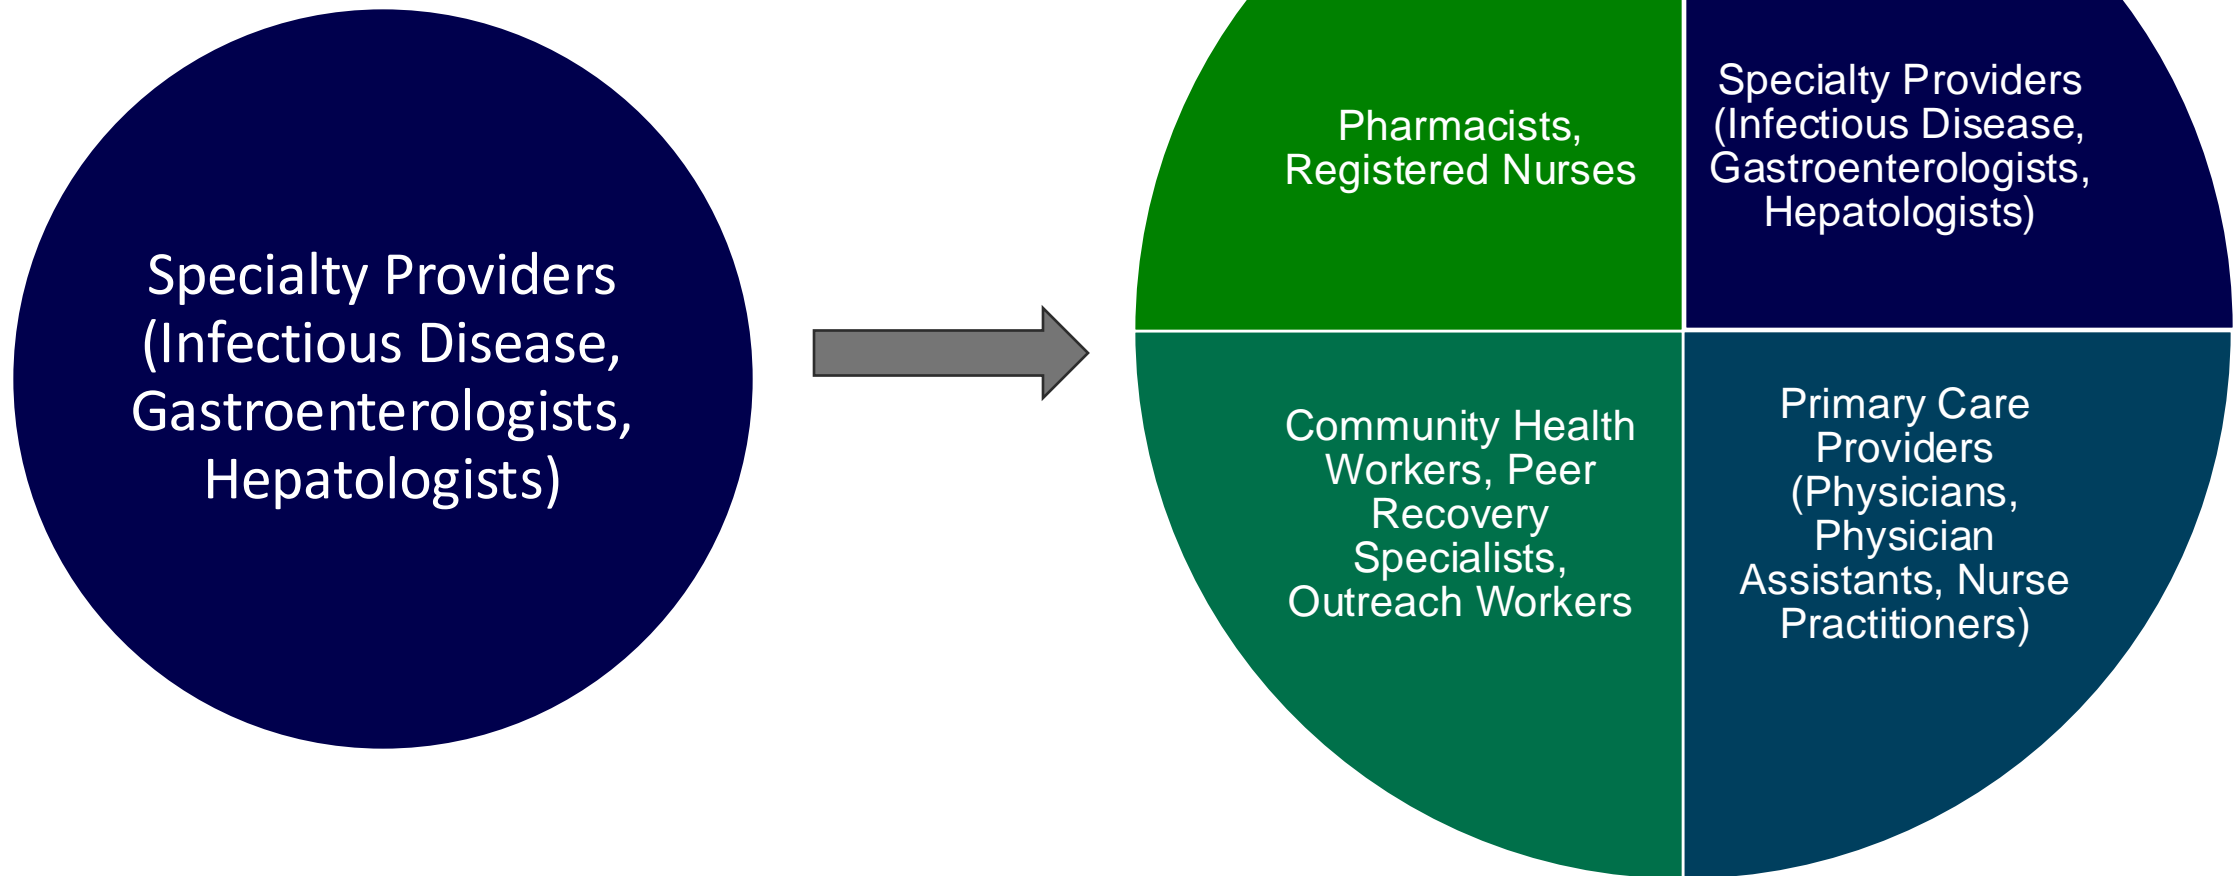 Specialty Providers
(Infectious Disease,
Gastroenterologists,
Hepatologists)
Pharmacists,
Registered Nurses
Specialty Providers
(Infectious Disease,
Gastroenterologists,
Hepatologists)
Community Health
Workers, Peer
Recovery
Specialists,
Outreach Workers
Primary Care
Providers
(Physicians,
Physician
Assistants, Nurse
Practitioners)